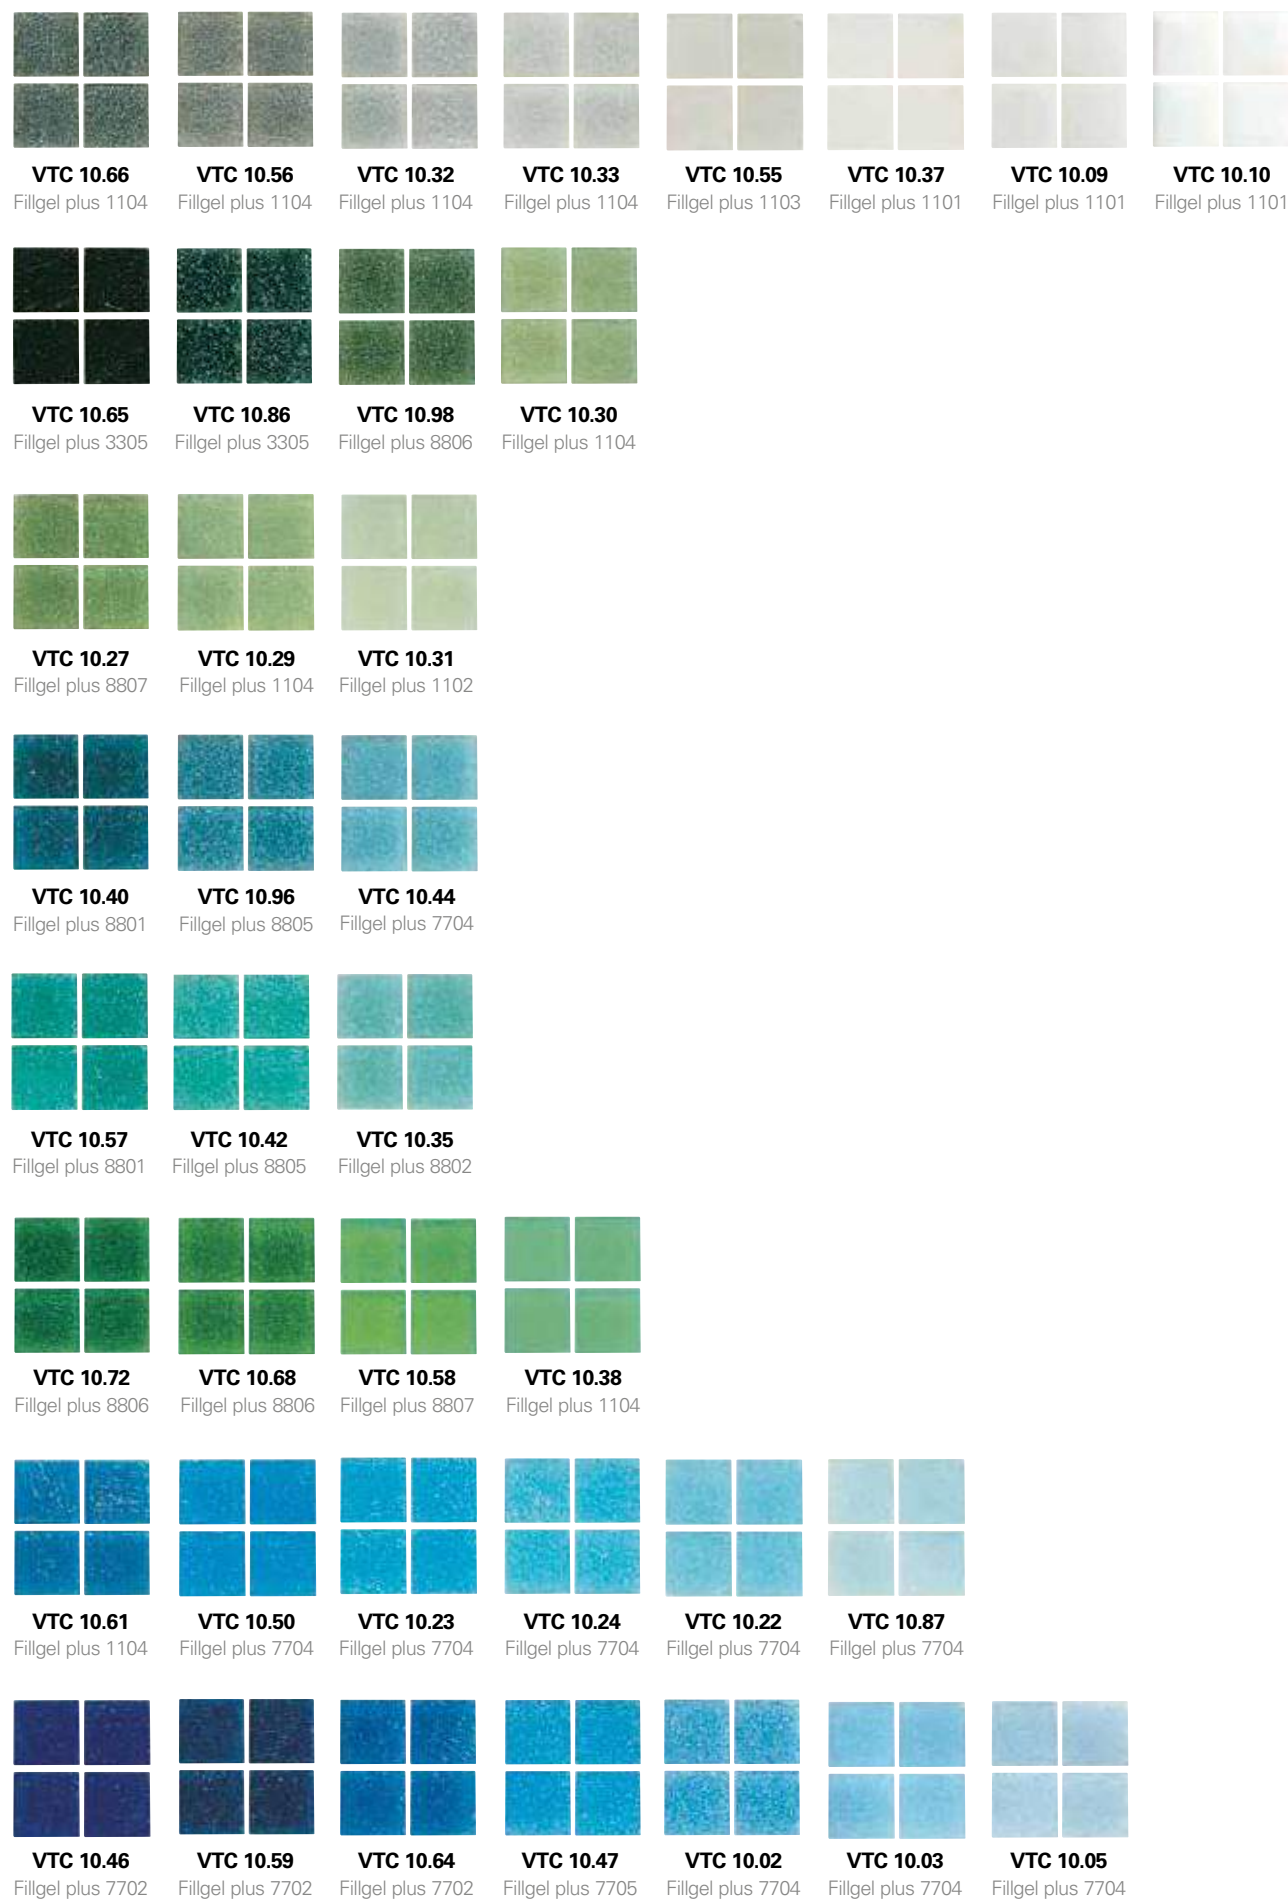 VTC 10.66 VTC 10.56 VTC 10.32 VTC 10.33 VTC 10.55 VTC 10.37 VTC 10.09 VTC 10.10
Fillgel plus 1104 Fillgel plus 1104 Fillgel plus 1104 Fillgel plus 1104 Fillgel plus 1103 Fillgel plus 1101 Fillgel plus 1101 Fillgel plus 1101
VTC 10.65 VTC 10.86 VTC 10.98 VTC 10.30
Fillgel plus 3305 Fillgel plus 3305 Fillgel plus 8806 Fillgel plus 1104
VTC 10.27 VTC 10.29 VTC 10.31
Fillgel plus 8807 Fillgel plus 1104 Fillgel plus 1102
VTC 10.40 VTC 10.96 VTC 10.44
Fillgel plus 8801 Fillgel plus 8805 Fillgel plus 7704
VTC 10.57 VTC 10.42 VTC 10.35
Fillgel plus 8801 Fillgel plus 8805 Fillgel plus 8802
VTC 10.72 VTC 10.68 VTC 10.58 VTC 10.38
Fillgel plus 8806 Fillgel plus 8806 Fillgel plus 8807 Fillgel plus 1104
VTC 10.61 VTC 10.50 VTC 10.23 VTC 10.24 VTC 10.22 VTC 10.87
Fillgel plus 1104 Fillgel plus 7704 Fillgel plus 7704 Fillgel plus 7704 Fillgel plus 7704 Fillgel plus 7704
VTC 10.46 VTC 10.59 VTC 10.64 VTC 10.47 VTC 10.02 VTC 10.03 VTC 10.05
Fillgel plus 7702 Fillgel plus 7702 Fillgel plus 7702 Fillgel plus 7705 Fillgel plus 7704 Fillgel plus 7704 Fillgel plus 7704